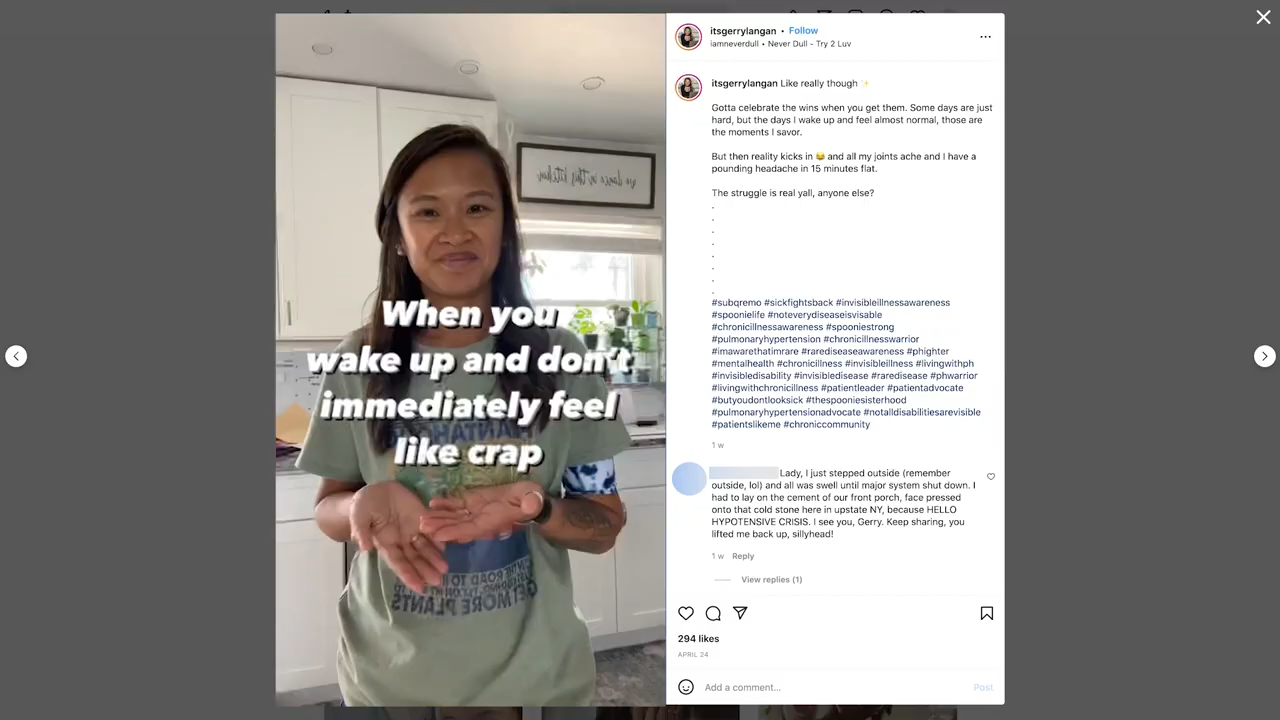 we dance in this kitchen
When you
wake up and don't
immediately feel
like crap
GET MORE PLANTS
itsgerrylangan • Follow
iamneverdull • Never Dull - Try 2 Luv
itsgerrylangan Like really though ✨
Gotta celebrate the wins when you get them. Some days are just
hard, but the days I wake up and feel almost normal, those are
the moments I savor.
But then reality kicks in 😂 and all my joints ache and I have a
pounding headache in 15 minutes flat.
The struggle is real yall, anyone else?
.
.
.
.
.
.
.
.
#subqremo #sickfightsback #invisibleillnessawareness
#spoonielife #noteverydiseaseisvisable
#chronicillnessawareness #spooniestrong
#pulmonaryhypertension #chronicillnesswarrior
#imawarethatimrare #rarediseaseawareness #phighter
#mentalhealth #chronicillness #invisibleillness #livingwithph
#invisibledisability #invisibledisease #raredisease #phwarrior
#livingwithchronicillness #patientleader #patientadvocate
#butyoudontlooksick #thespooniesisterhood
#pulmonaryhypertensionadvocate #notalldisabilitiesarevisible
#patientslikeme #chroniccommunity
1 w
Lady, I just stepped outside (remember
outside, lol) and all was swell until major system shut down. I
had to lay on the cement of our front porch, face pressed
onto that cold stone here in upstate NY, because HELLO
HYPOTENSIVE CRISIS. I see you, Gerry. Keep sharing, you
lifted me back up, sillyhead!
1 w Reply
View replies (1)
294 likes
APRIL 24
Add a comment... Post